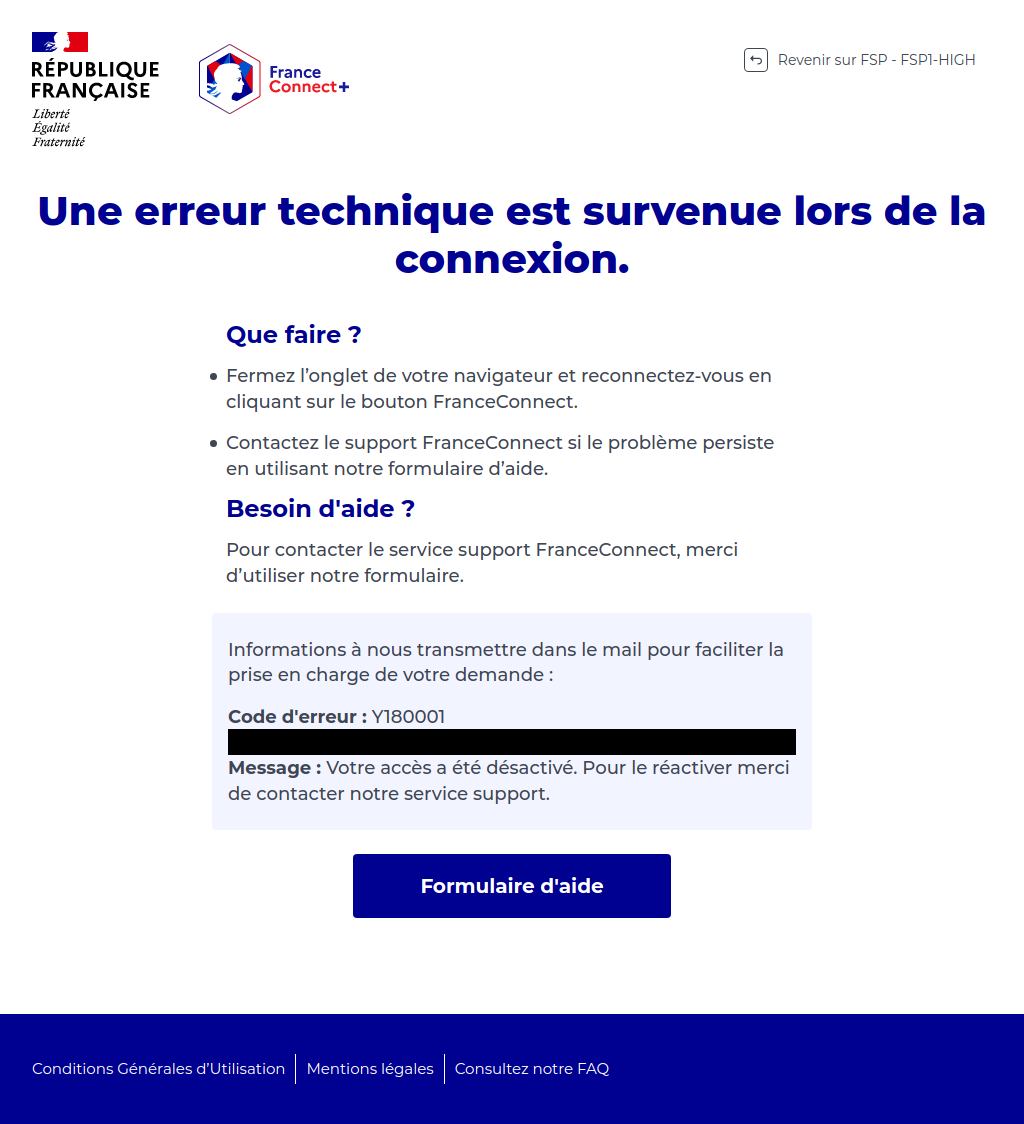 RÉPUBLIQUE
FRANÇAISE
Liberté
Égalité
Fraternité
France
Connect+
Revenir sur FSP - FSP1-HIGH
Une erreur technique est survenue lors de la
connexion.
Que faire ?
Fermez l’onglet de votre navigateur et reconnectez-vous en
cliquant sur le bouton FranceConnect.
Contactez le support FranceConnect si le problème persiste
en utilisant notre formulaire d’aide.
Besoin d'aide ?
Pour contacter le service support FranceConnect, merci
d’utiliser notre formulaire.
Informations à nous transmettre dans le mail pour faciliter la
prise en charge de votre demande :
Code d'erreur : Y180001
Message : Votre accès a été désactivé. Pour le réactiver merci
de contacter notre service support.
Formulaire d'aide
Conditions Générales d’Utilisation
Mentions légales
Consultez notre FAQ